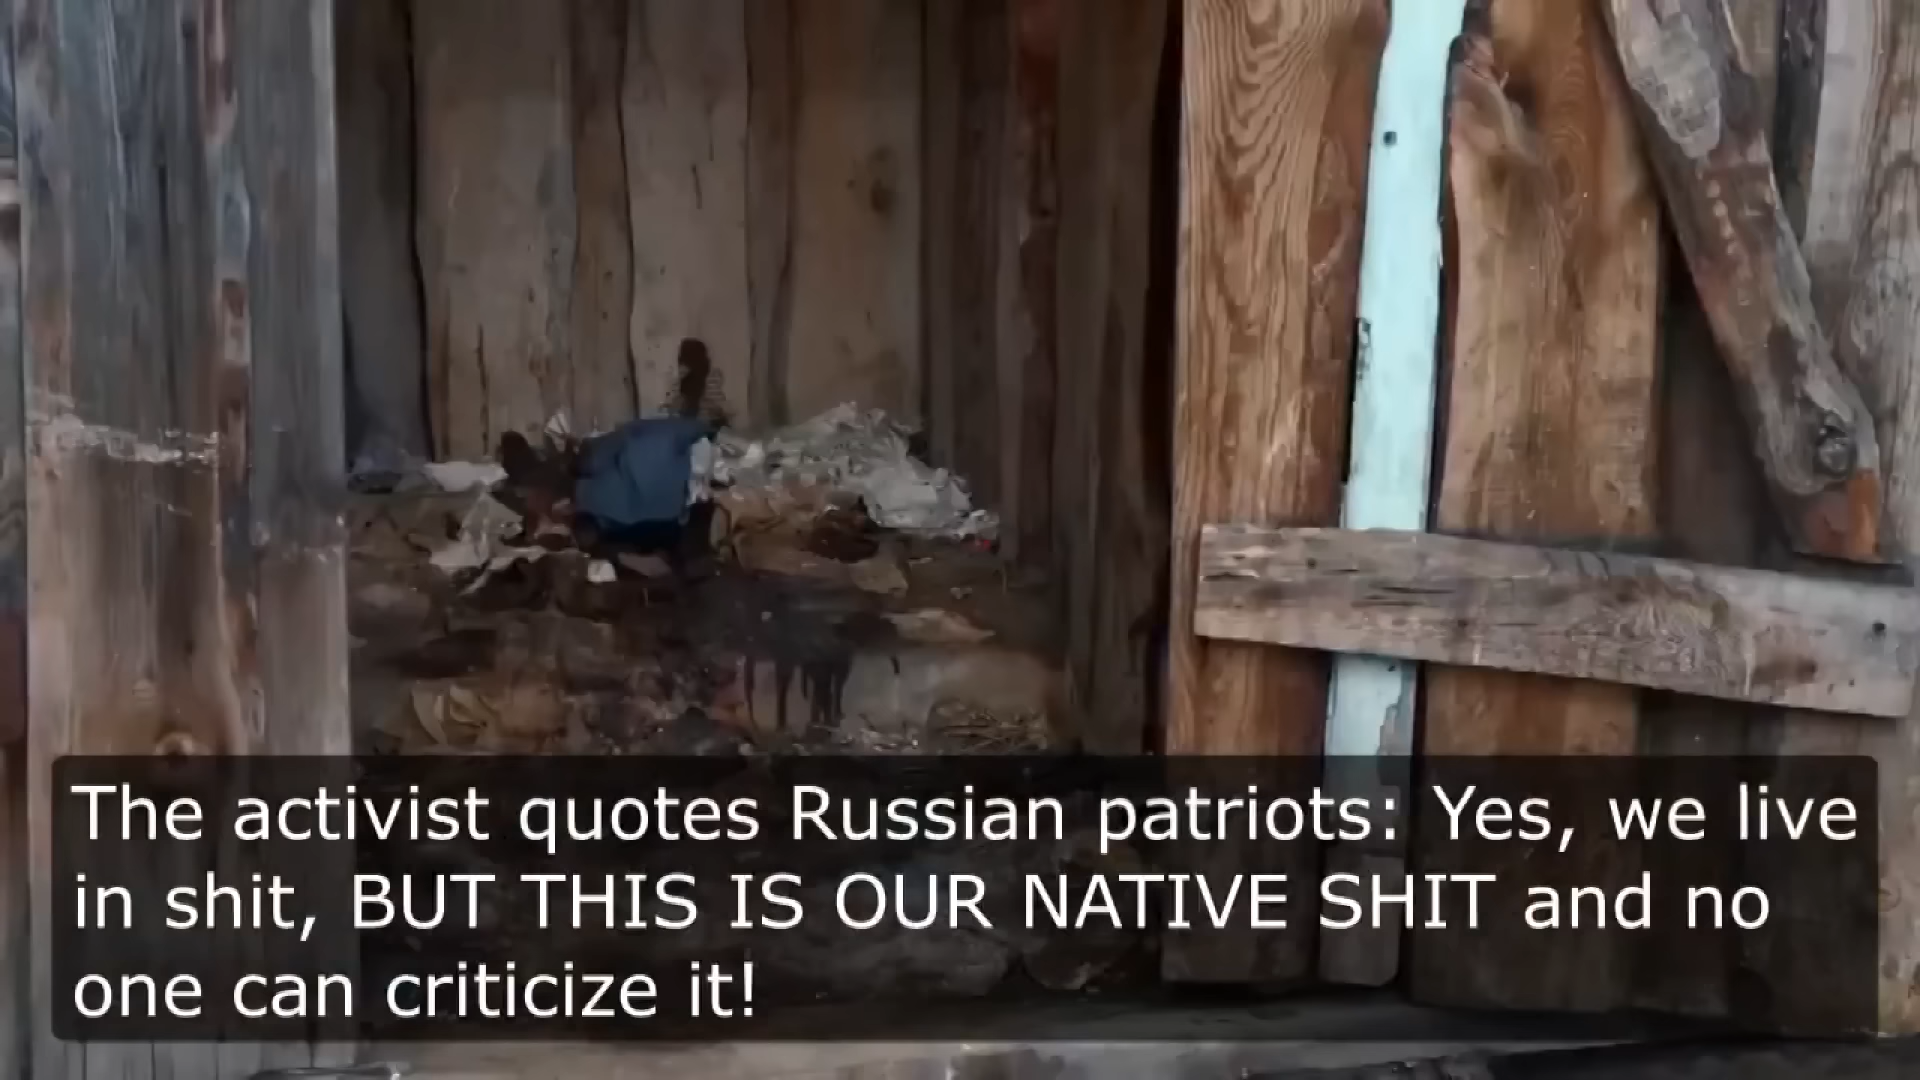 The activist quotes Russian patriots: Yes, we live
in shit, BUT THIS IS OUR NATIVE SHIT and no
one can criticize it!